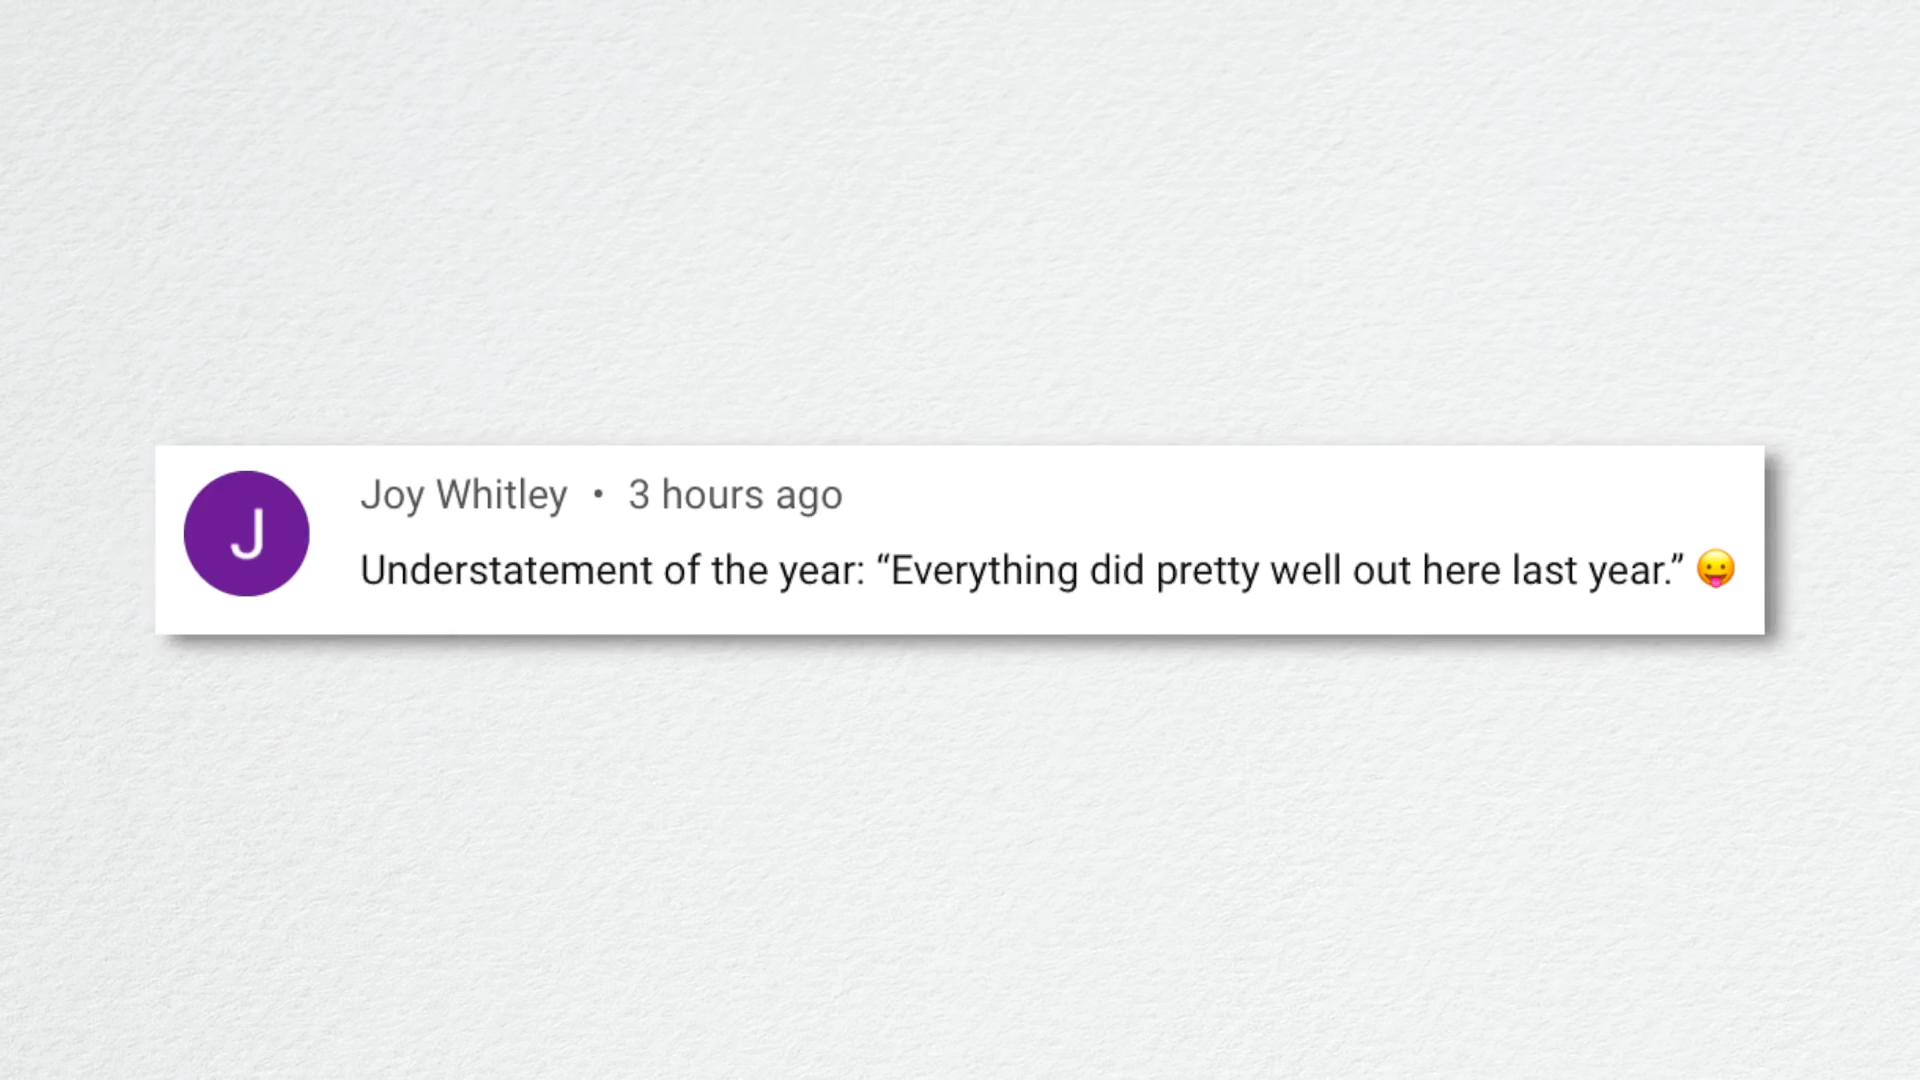 J
Joy Whitley • 3 hours ago
Understatement of the year: “Everything did pretty well out here last year.” 😛